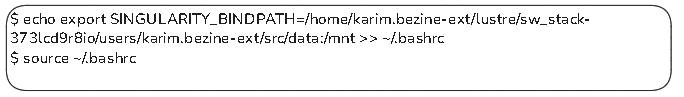 $ echo export SINGULARITY_BINDPATH=/home/karim.bezine-ext/lustre/sw_stack-
373lcd9r8io/users/karim.bezine-ext/src/data:/mnt >> ~/.bashrc
$ source ~/.bashrc